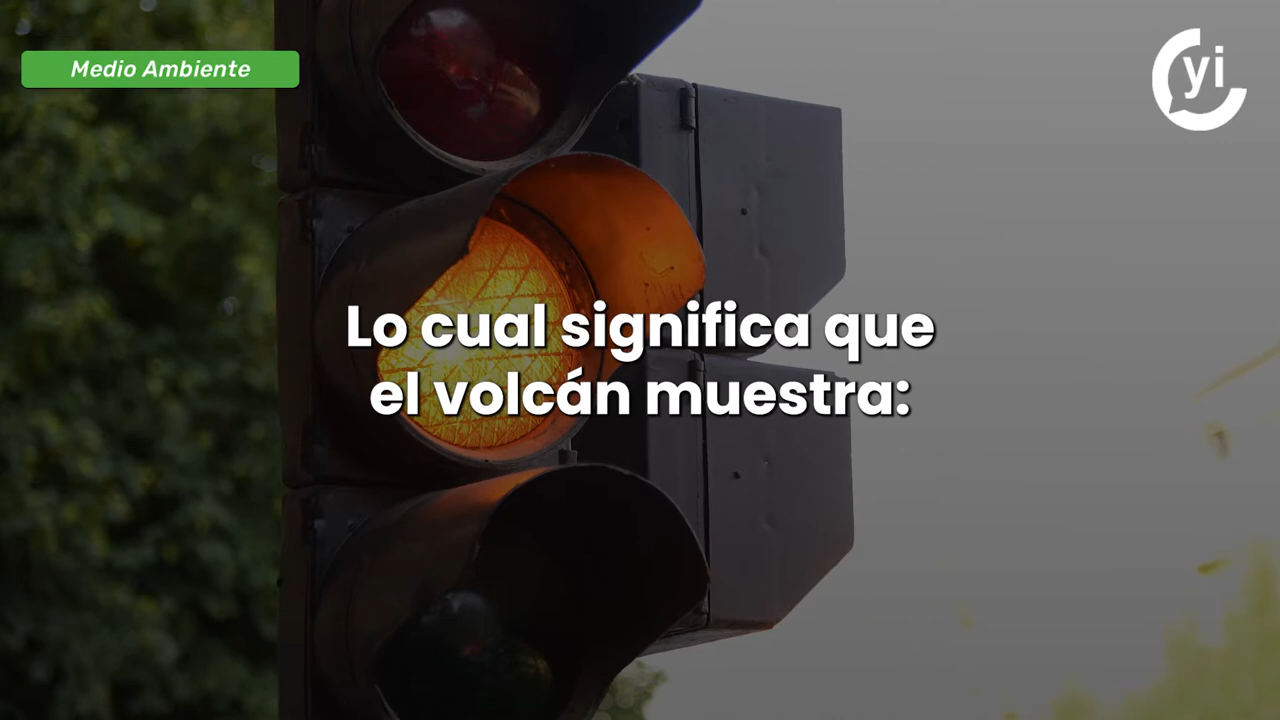 Medio Ambiente
yi
Lo cual significa que
el volcán muestra: